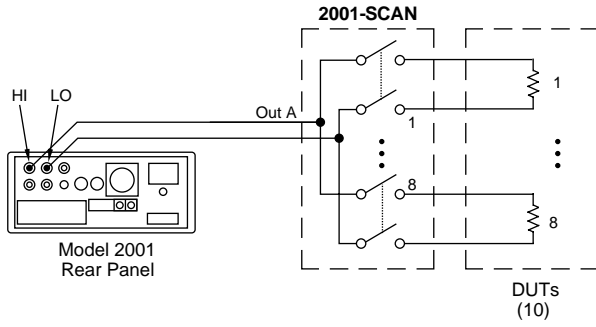 2001-SCAN
HI LO
Out A
1
1
8
8
Model 2001
Rear Panel
DUTs
(10)